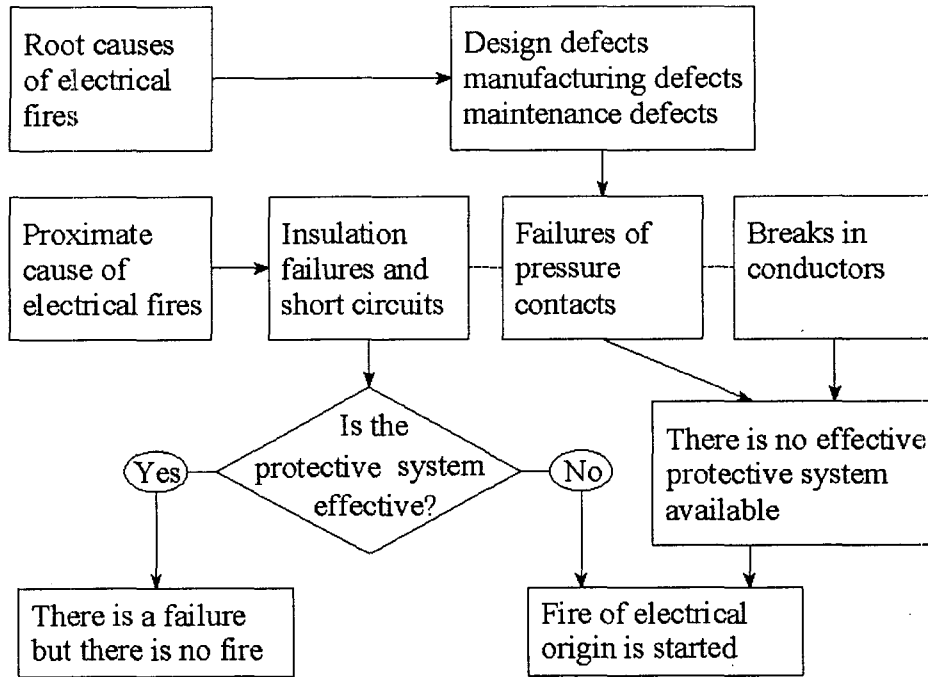 Root causes
of electrical
fires
Design defects
manufacturing defects
maintenance defects
Proximate
cause of
electrical fires
Insulation
failures and
short circuits
Failures of
pressure
contacts
Breaks in
conductors
Is the
protective system
effective?
Yes
No
There is no effective
protective system
available
There is a failure
but there is no fire
Fire of electrical
origin is started